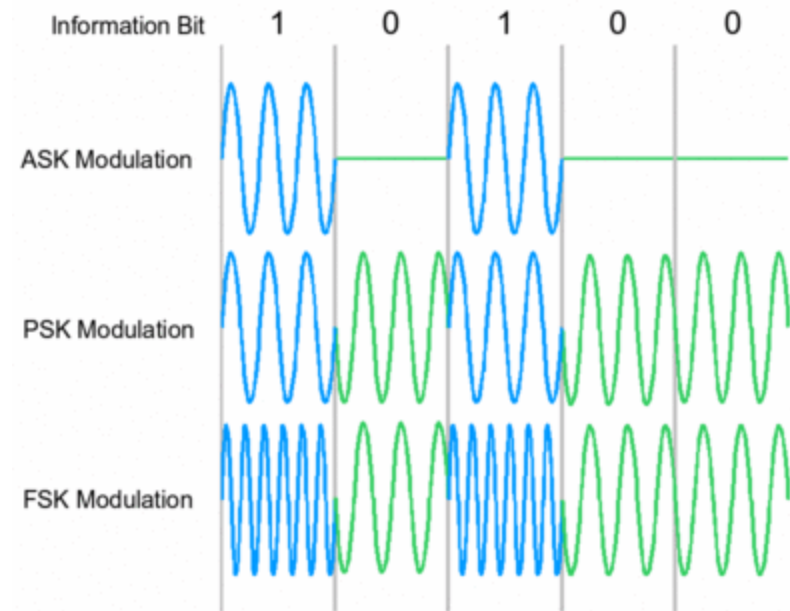 Information Bit 1 0 1 0 0
ASK Modulation
PSK Modulation
FSK Modulation